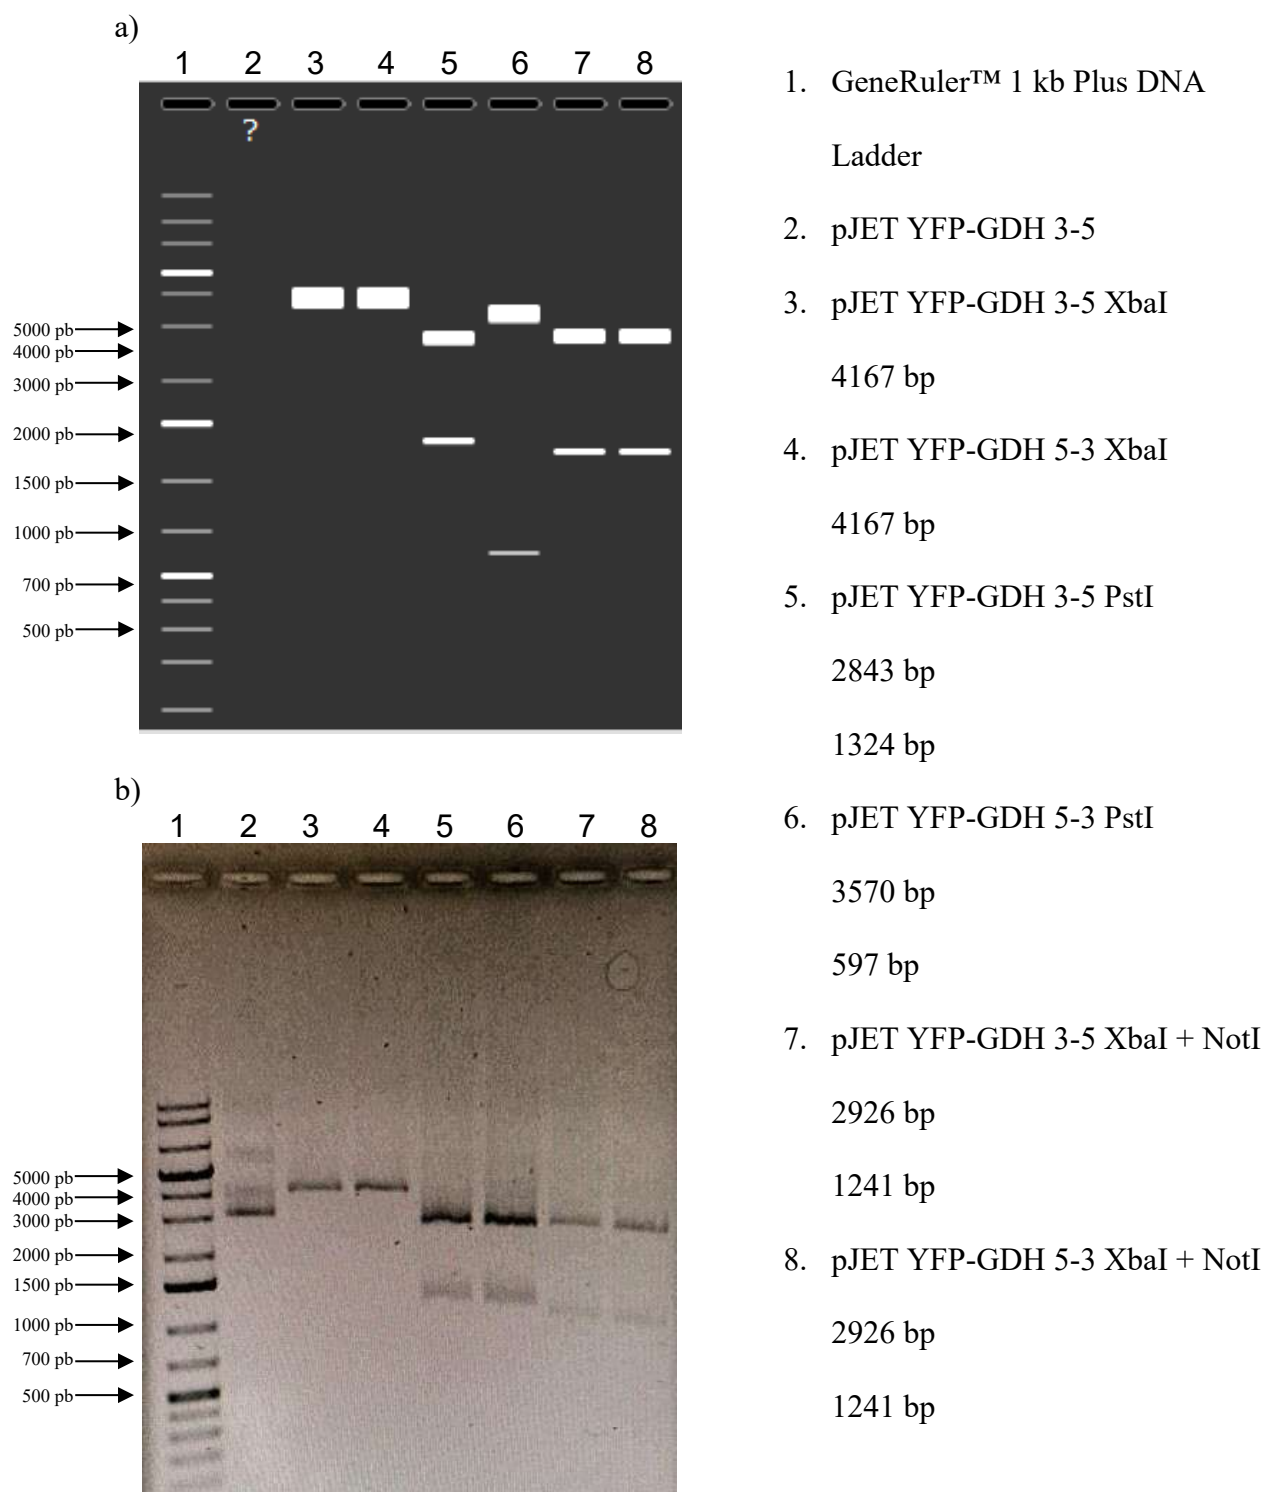 a)
1 2 3 4 5 6 7 8
?
5000 pb
4000 pb
3000 pb
2000 pb
1500 pb
1000 pb
700 pb
500 pb
b)
1 2 3 4 5 6 7 8
5000 pb
4000 pb
3000 pb
2000 pb
1500 pb
1000 pb
700 pb
500 pb
1. GeneRuler™ 1 kb Plus DNA
Ladder
2. pJET YFP-GDH 3-5
3. pJET YFP-GDH 3-5 XbaI
4167 bp
4. pJET YFP-GDH 5-3 XbaI
4167 bp
5. pJET YFP-GDH 3-5 PstI
2843 bp
1324 bp
6. pJET YFP-GDH 5-3 PstI
3570 bp
597 bp
7. pJET YFP-GDH 3-5 XbaI + NotI
2926 bp
1241 bp
8. pJET YFP-GDH 5-3 XbaI + NotI
2926 bp
1241 bp